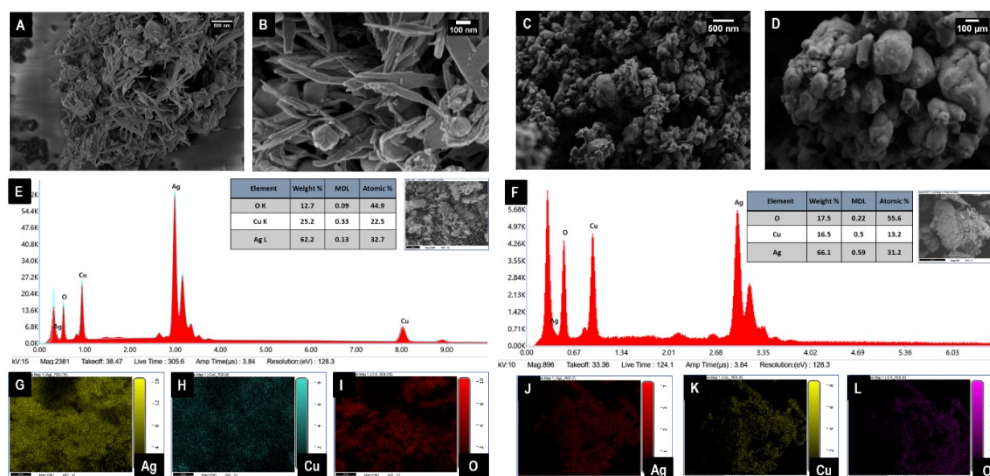 A
500 nm
B
100 nm
C
500 nm
D
100 µm
E
Element Weight % MDL Atomic %
O K 12.7 0.09 44.9
Cu K 25.2 0.33 22.5
Ag L 62.2 0.13 32.7
Ag
Cu
O
Ag
Cu
54.4K
47.6K
40.8K
34.0K
27.2K
20.4K
13.6K
6.8K
0.00 1.00 2.00 3.00 4.00 5.00 6.00 7.00 8.00 9.00
kV:15 Mag:2381 Takeoff: 38.47 Live Time : 305.6 Amp Time(µs) : 3.84 Resolution:(eV) : 128.3
F
Element Weight % MDL Atomic %
O 17.5 0.22 55.6
Cu 16.5 0.5 13.2
Ag 66.1 0.59 31.2
Ag
O
Cu
Ag
5.68K
4.97K
4.26K
3.55K
2.84K
2.13K
1.42K
0.71K
0.00 0.67 1.34 2.01 2.68 3.35 4.02 4.69 5.36 6.03
kV:10 Mag:896 Takeoff: 33.36 Live Time : 124.1 Amp Time(µs) : 3.84 Resolution:(eV) : 128.3
G
Ag
H
Cu
I
O
J
Ag
K
Cu
L
O